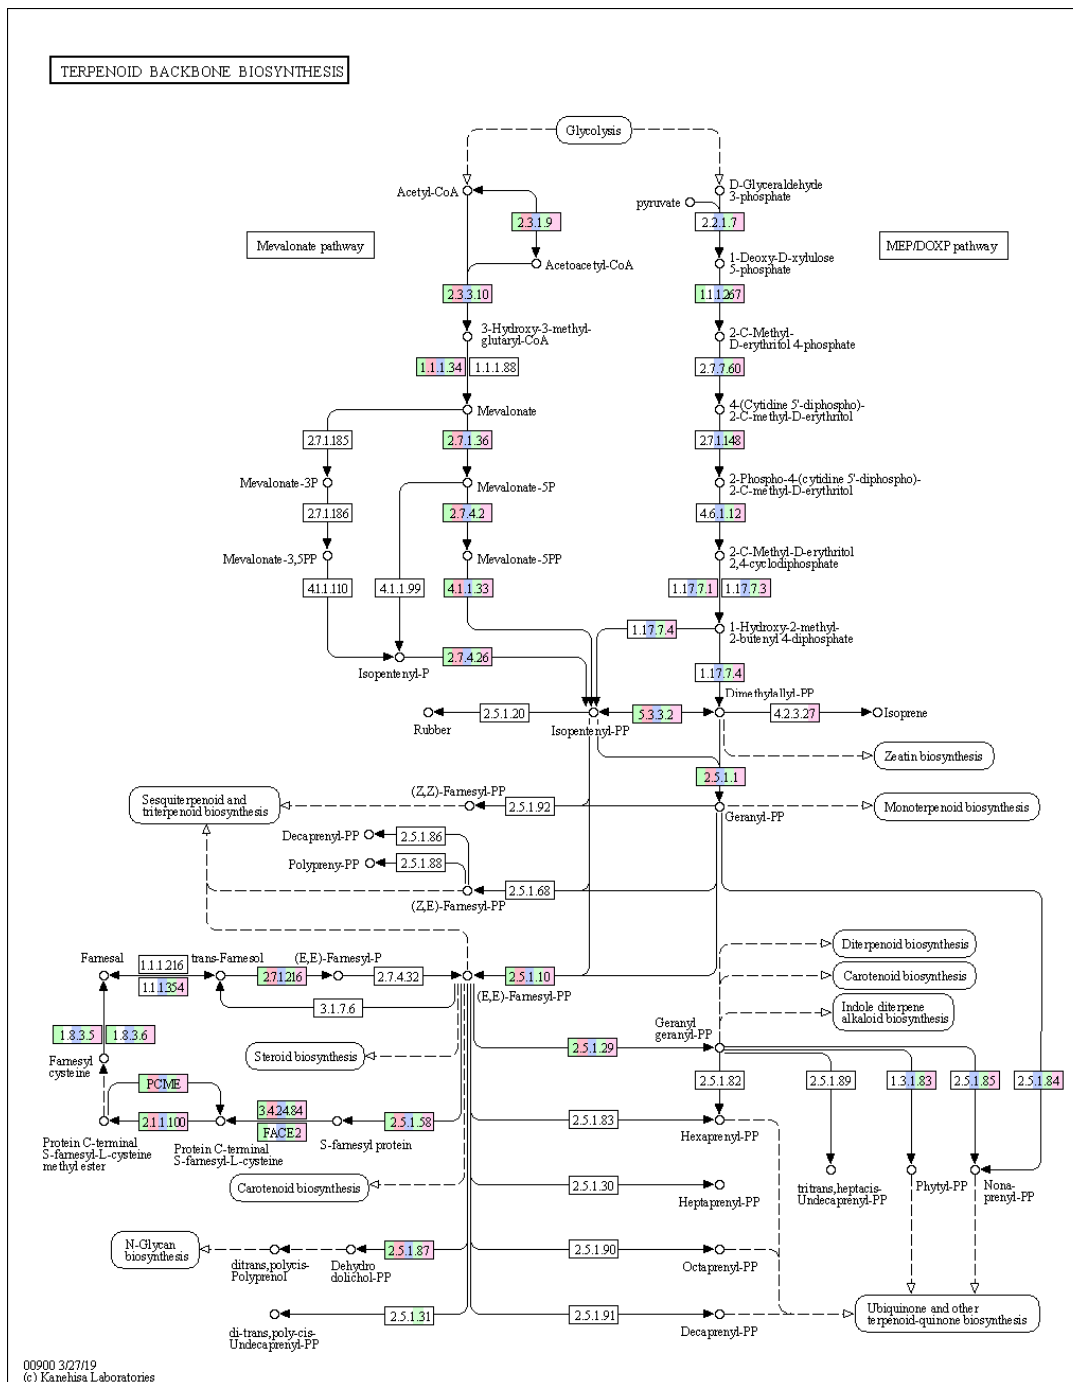 TERPENOID BACKBONE BIOSYNTHESIS
Glycolysis
Acetyl-CoA
D-Glyceraldehyde
3-phosphate
pyruvate
2.3.1.9
2.2.1.7
Mevalonate pathway
MEP/DOXP pathway
Acetoacetyl-CoA
1-Deoxy-D-xylulose
5-phosphate
2.3.3.10
1.1.1.267
3-Hydroxy-3-methyl-
glutaryl-CoA
2-C-Methyl-
D-erythritol 4-phosphate
1.1.1.34
1.1.1.88
2.7.7.60
Mevalonate
4-(Cytidine 5'-diphospho)-
2-C-methyl-D-erythritol
2.7.1.185
2.7.1.36
2.7.1.148
Mevalonate-3P
Mevalonate-5P
2-Phospho-4-(cytidine 5'-diphospho)-
2-C-methyl-D-erythritol
2.7.1.186
2.7.4.2
4.6.1.12
Mevalonate-3,5PP
Mevalonate-5PP
2-C-Methyl-D-erythritol
2,4-cyclodiphosphate
4.1.1.110
4.1.1.99
4.1.1.33
1.17.7.1
1.17.7.3
1.17.7.4
1-Hydroxy-2-methyl-
2-butenyl 4-diphosphate
2.7.4.26
Isopentenyl-P
1.17.7.4
Dimethylallyl-PP
Rubber
2.5.1.20
Isopentenyl-PP
5.3.3.2
4.2.3.27
Isoprene
Zeatin biosynthesis
2.5.1.1
Sesquiterpenoid and
triterpenoid biosynthesis
(Z,Z)-Farnesyl-PP
2.5.1.92
Geranyl-PP
Monoterpenoid biosynthesis
Decaprenyl-PP
2.5.1.86
Polypreny-PP
2.5.1.88
2.5.1.68
(Z,E)-Farnesyl-PP
Farnesal
1.1.1.216
1.1.1.354
trans-Farnesol
2.7.1.216
(E,E)-Farnesyl-P
2.7.4.32
2.5.1.10
(E,E)-Farnesyl-PP
Diterpenoid biosynthesis
Carotenoid biosynthesis
3.1.7.6
Indole diterpene
alkaloid biosynthesis
1.8.3.5
1.8.3.6
Steroid biosynthesis
2.5.1.29
Geranyl
geranyl-PP
Farnesyl
cysteine
PCME
2.5.1.82
2.5.1.89
1.3.1.83
2.5.1.85
2.5.1.84
2.1.1.100
3.4.24.84
FACE2
2.5.1.58
2.5.1.83
Hexaprenyl-PP
Protein C-terminal
S-farnesyl-L-cysteine
methyl ester
Protein C-terminal
S-farnesyl-L-cysteine
S-farnesyl protein
Carotenoid biosynthesis
2.5.1.30
Heptaprenyl-PP
tritrans,heptacis-
Undecaprenyl-PP
Phytyl-PP
Nona-
prenyl-PP
N-Glycan
biosynthesis
ditrans,polycis-
Polyprenol
Dehydro
dolichol-PP
2.5.1.87
2.5.1.90
Octaprenyl-PP
di-trans,poly-cis-
Undecaprenyl-PP
2.5.1.31
2.5.1.91
Decaprenyl-PP
Ubiquinone and other
terpenoid-quinone biosynthesis
00900 3/27/19
(c) Kanehisa Laboratories